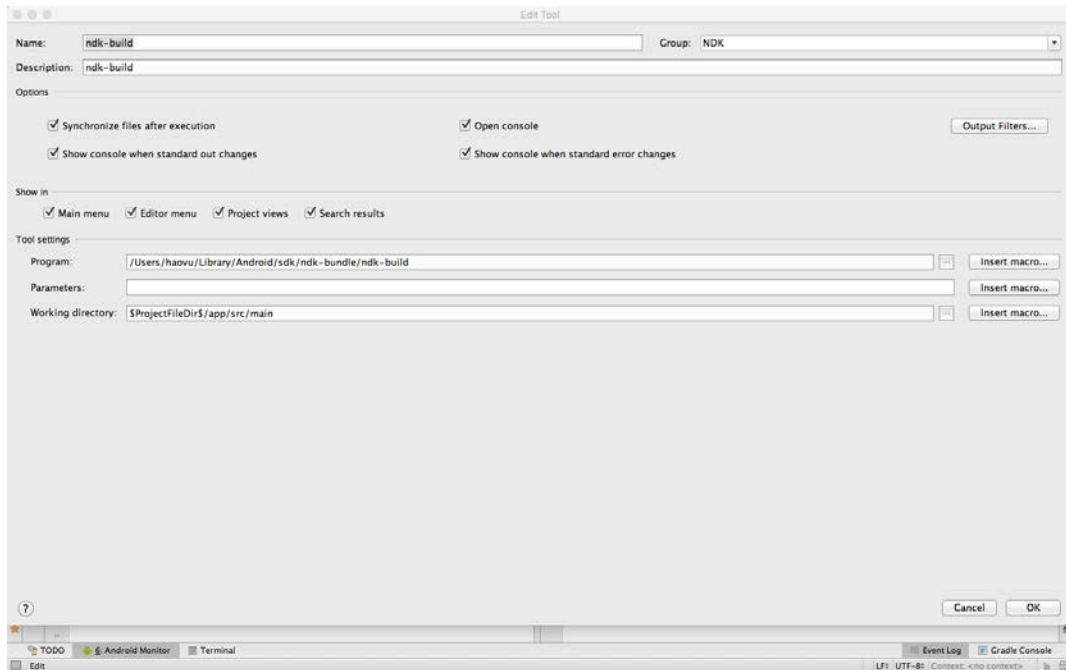 Edit Tool
Name: ndk-build Group: NDK
Description: ndk-build
Options
Synchronize files after execution Open console Output Filters...
Show console when standard out changes Show console when standard error changes
Show in
Main menu Editor menu Project views Search results
Tool settings
Program: /Users/haovu/Library/Android/sdk/ndk-bundle/ndk-build ... Insert macro...
Parameters: Insert macro...
Working directory: $ProjectFileDir$/app/src/main ... Insert macro...
? Cancel OK
TODO 6: Android Monitor Terminal Event Log Gradle Console
Edit LF÷ UTF-8÷ Context: <no context>